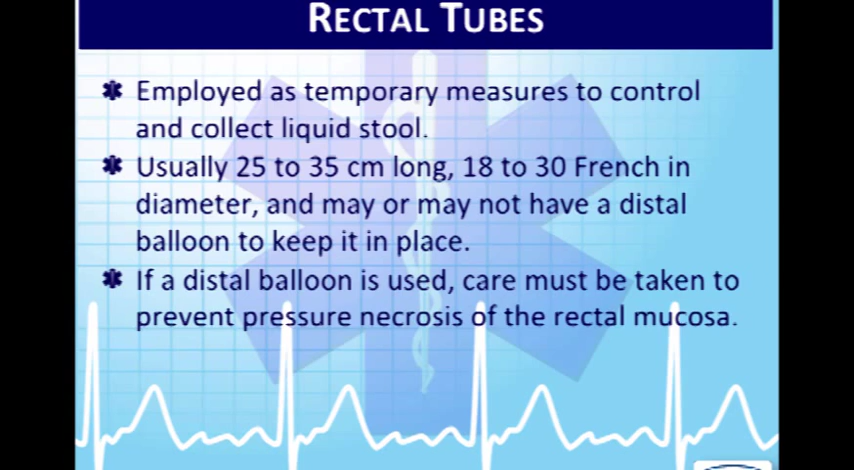 RECTAL TUBES
Employed as temporary measures to control
and collect liquid stool.
Usually 25 to 35 cm long, 18 to 30 French in
diameter, and may or may not have a distal
balloon to keep it in place.
If a distal balloon is used, care must be taken to
prevent pressure necrosis of the rectal mucosa.